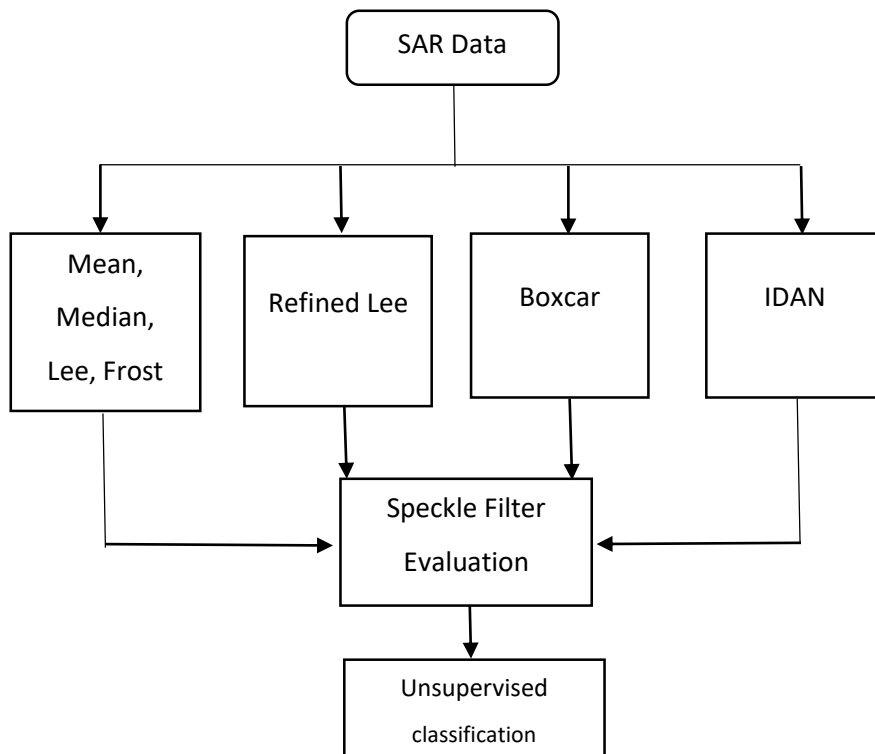 SAR Data
Mean,
Median,
Lee, Frost
Refined Lee
Boxcar
IDAN
Speckle Filter
Evaluation
Unsupervised
classification